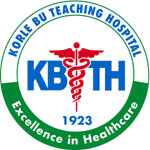 KORLE BU TEACHING HOSPITAL
KBTH
1923
Excellence in Healthcare